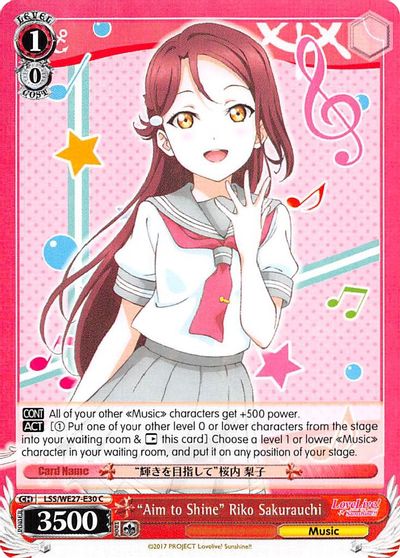 LEVEL
1
0
COST
CONT All of your other «Music» characters get +500 power.
ACT [① Put one of your other level 0 or lower characters from the stage
into your waiting room & this card] Choose a level 1 or lower «Music»
character in your waiting room, and put it on any position of your stage.
Card Name
“輝きを目指して”桜内 梨子
CH LSS/WE27-E30 C
POWER 3500
“Aim to Shine” Riko Sakurauchi
LoveLive!
Sunshine!!
Music
©2017 PROJECT Lovelive! Sunshine!!